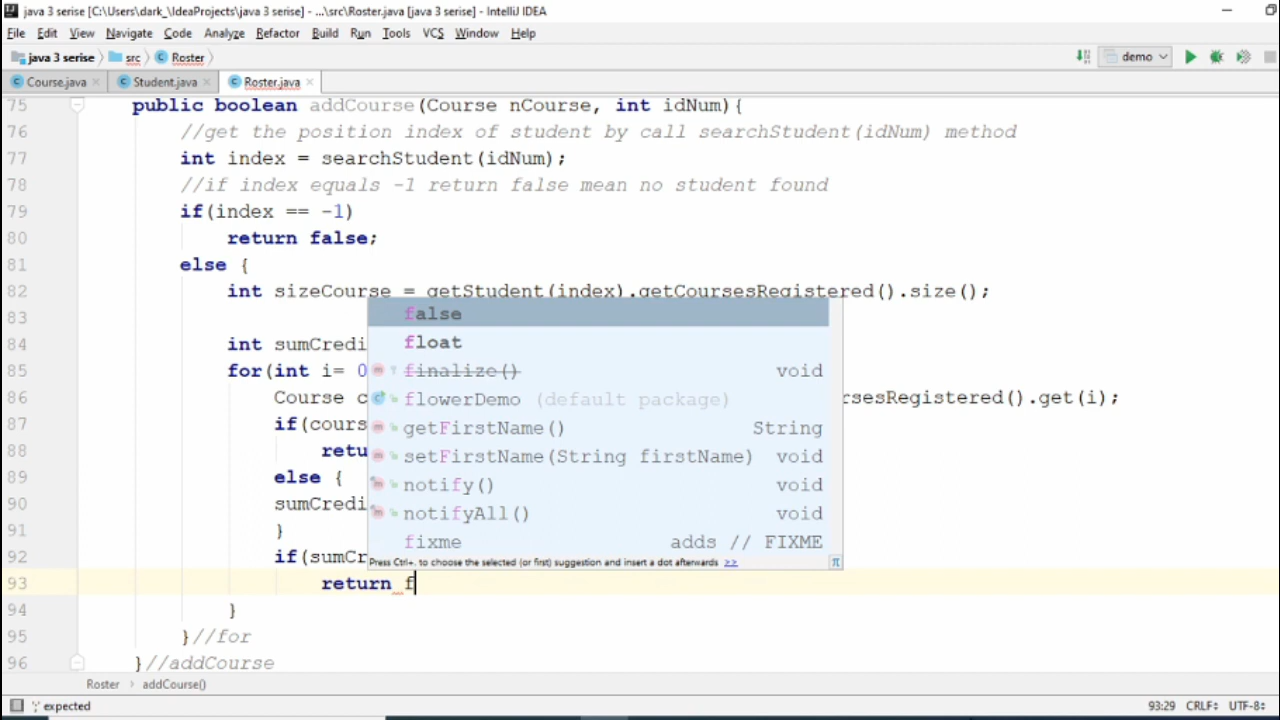 java 3 serise [C:\Users\dark_\IdeaProjects\java 3 serise] - ...\src\Roster.java [java 3 serise] - IntelliJ IDEA
File Edit View Navigate Code Analyze Refactor Build Run Tools VCS Window Help
java 3 serise src Roster demo
Course.java Student.java Roster.java
75 public boolean addCourse(Course nCourse, int idNum){
76 //get the position index of student by call searchStudent(idNum) method
77 int index = searchStudent(idNum);
78 //if index equals -1 return false mean no student found
79 if(index == -1)
80 return false;
81 else {
82 int sizeCourse = getStudent(index).getCoursesRegistered().size();
83 false
84 int sumCredi float
85 for(int i= 0 finalize() void
86 Course c flowerDemo (default package) rsesRegistered().get(i);
87 if(cours getFirstName() String
88 retu setFirstName(String firstName) void
89 else { notify() void
90 sumCredi notifyAll() void
91 } fixme adds // FIXME
92 if(sumCr Press Ctrl+. to choose the selected (or first) suggestion and insert a dot afterwards >> π
93 return f
94 }
95 }//for
96 }//addCourse
Roster addCourse()
';' expected 93:29 CRLF UTF-8